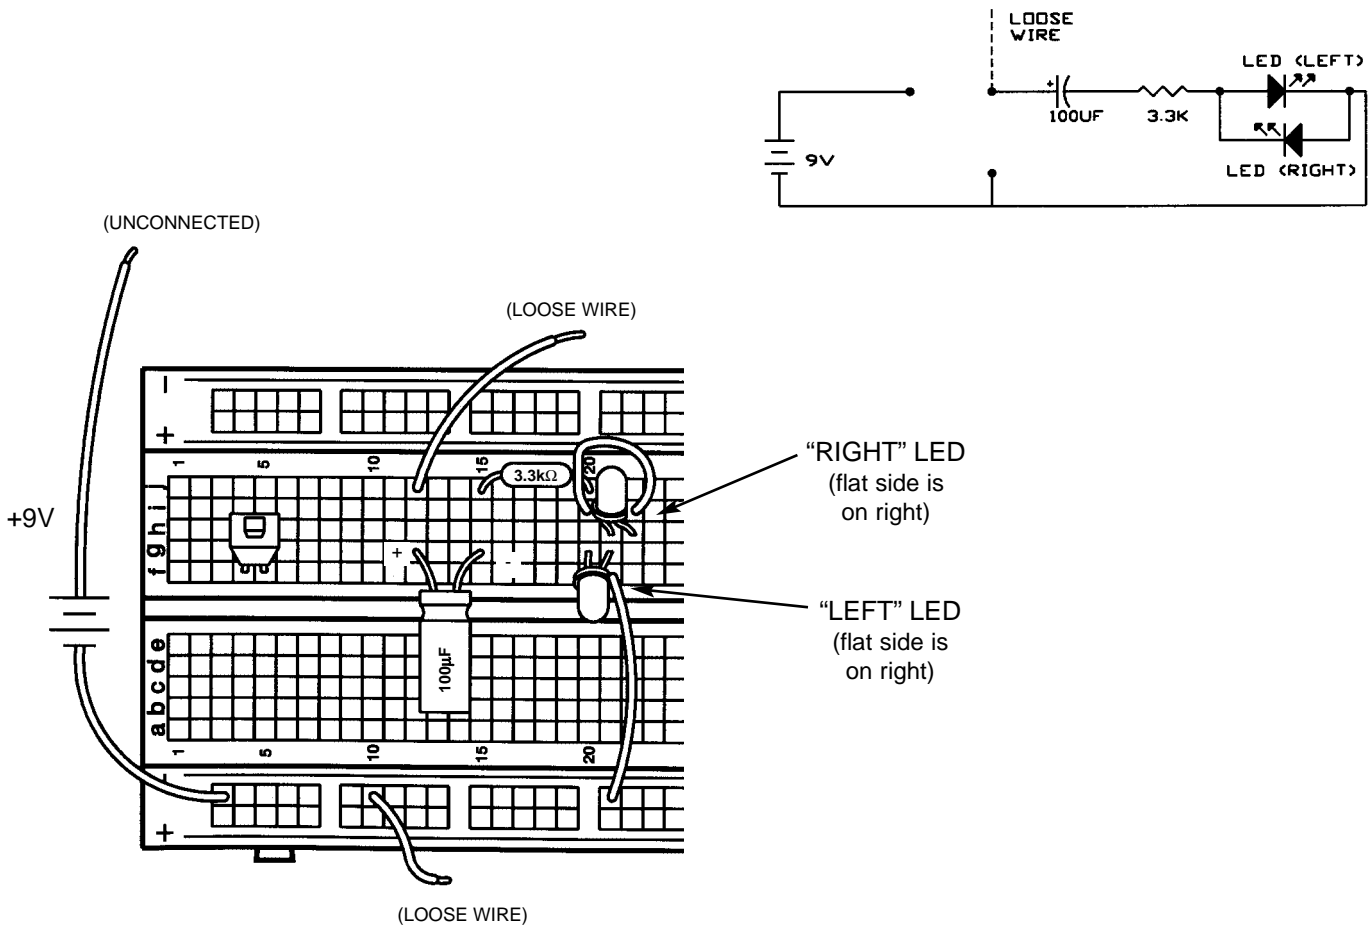 LOOSE
WIRE
LED (LEFT)
+
100UF
3.3K
9V
LED (RIGHT)
(UNCONNECTED)
(LOOSE WIRE)
-
+
1
5
10
15
20
3.3kΩ
“RIGHT” LED
(flat side is
on right)
+9V
f g h i j
+
-
“LEFT” LED
(flat side is
on right)
100µF
a b c d e
1
5
10
15
20
-
+
(LOOSE WIRE)